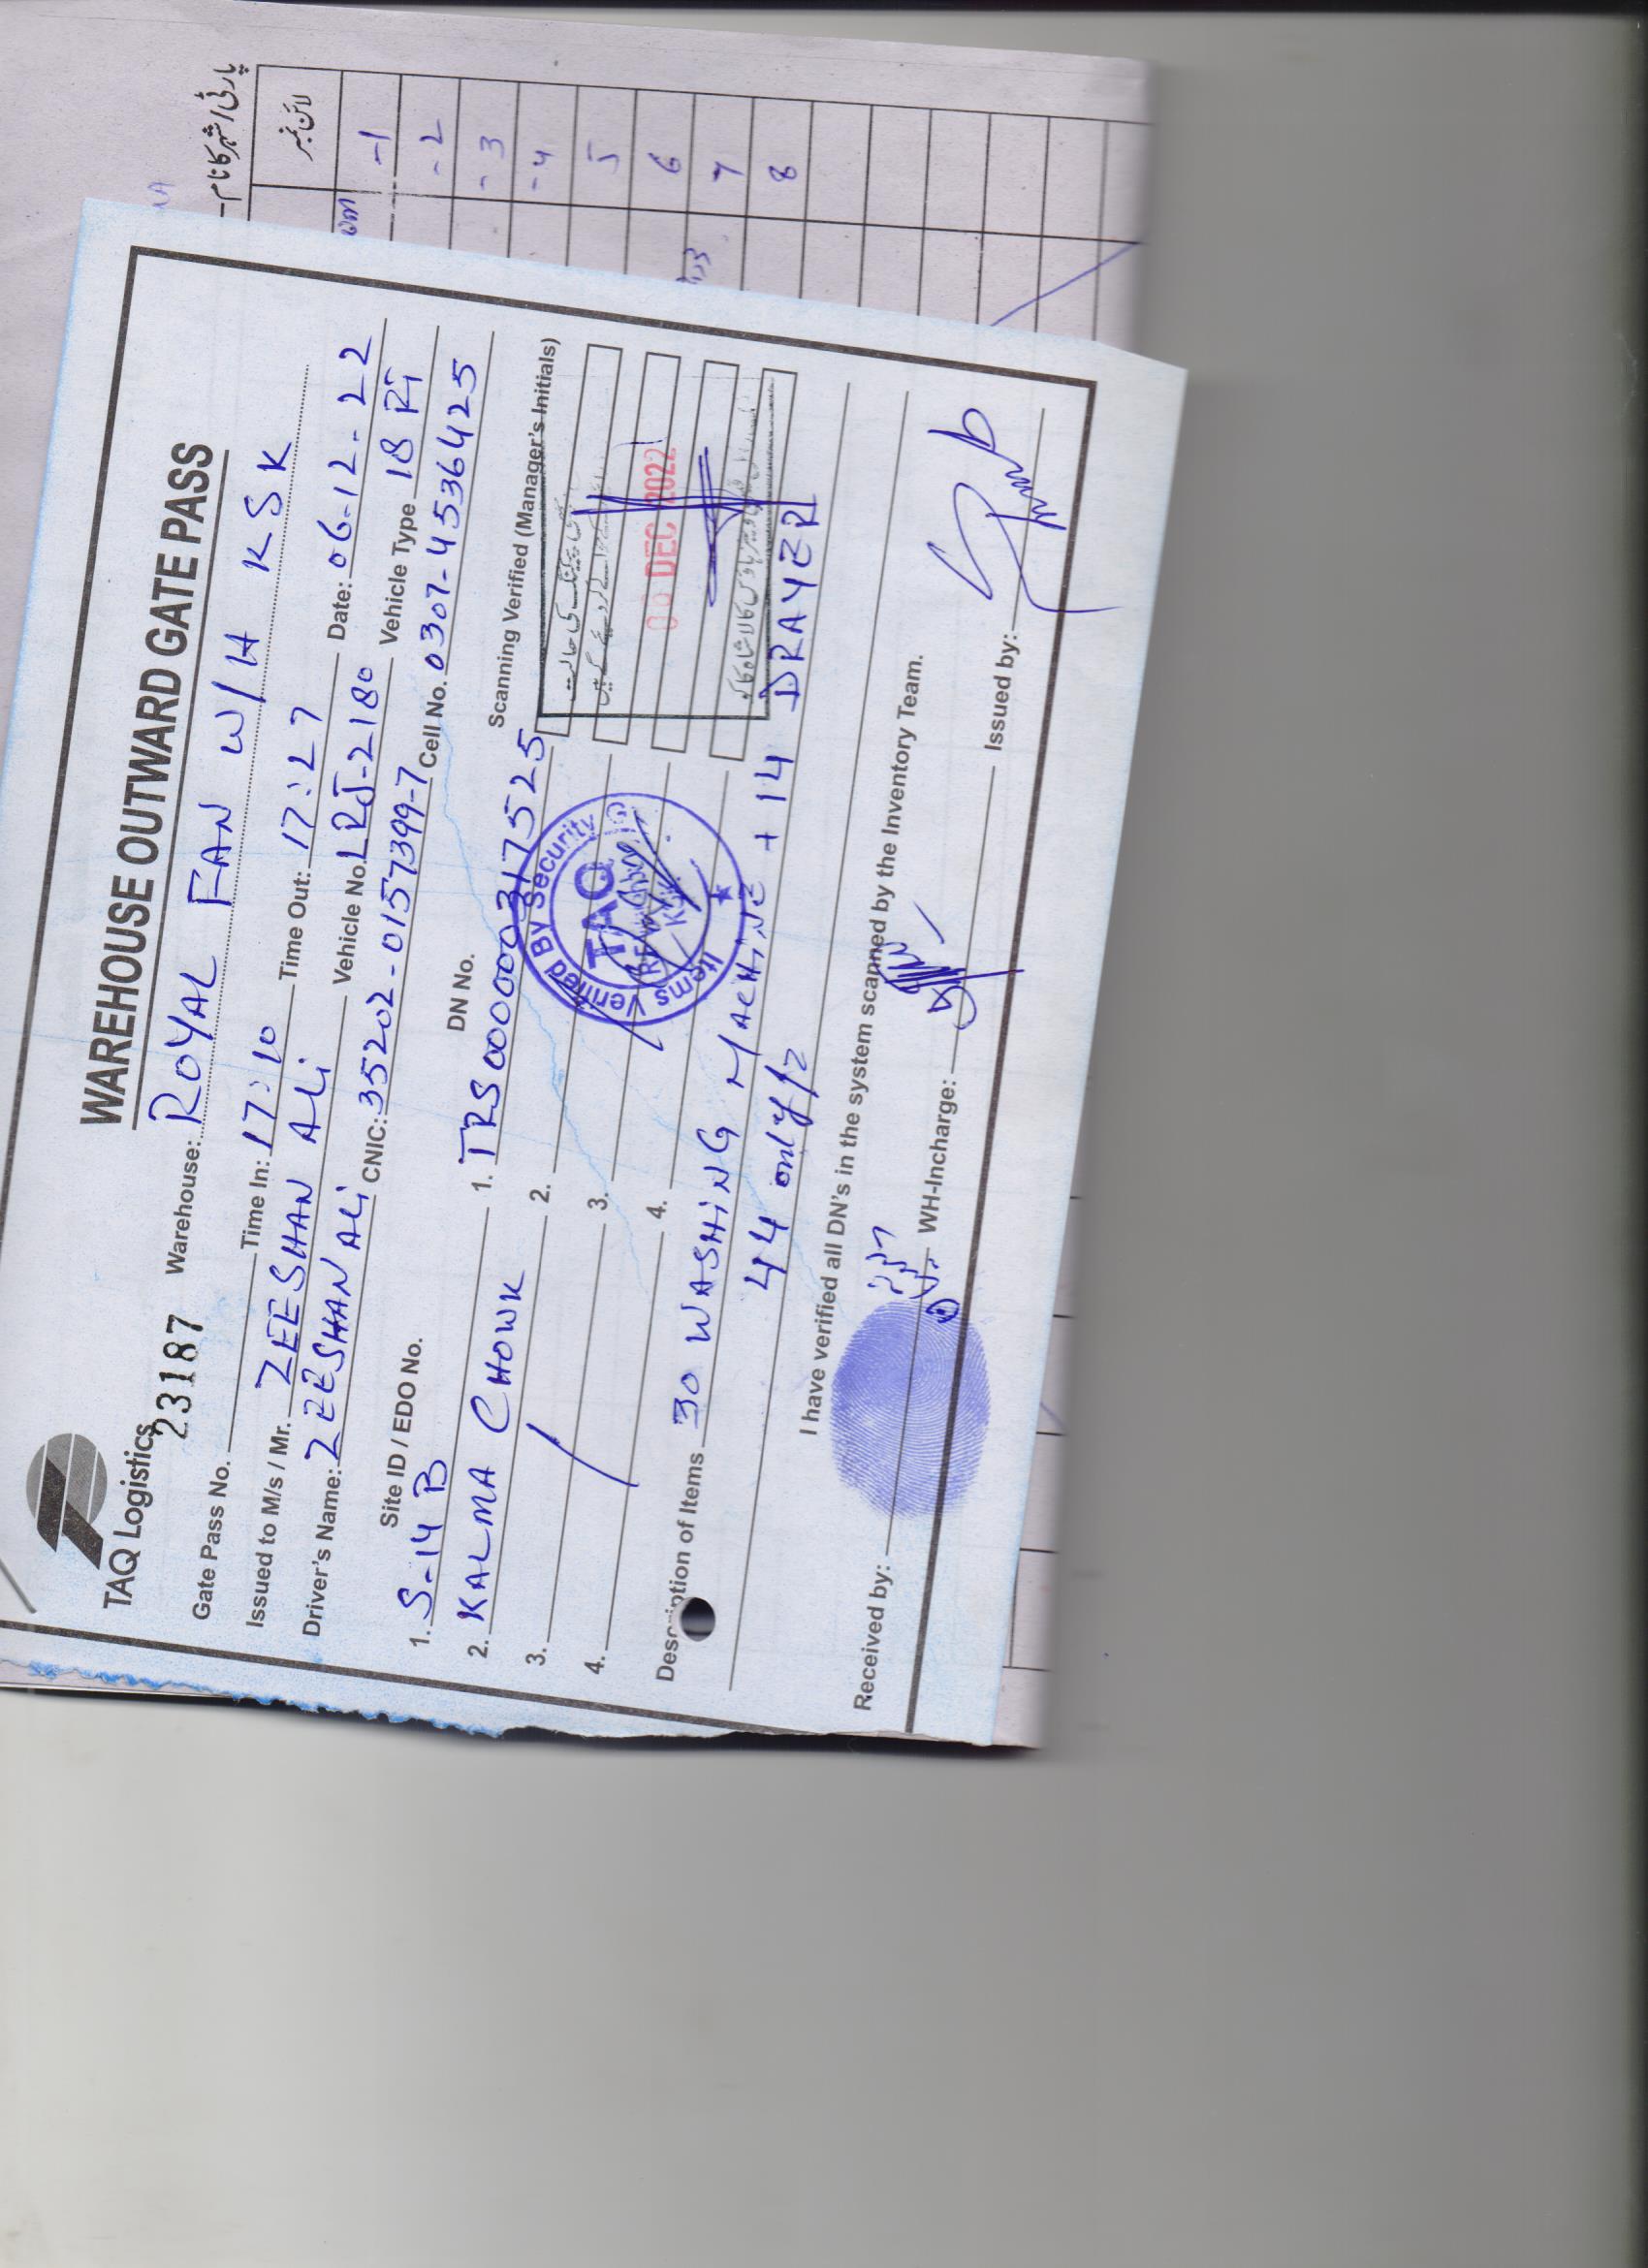 TAQ Logistics
WAREHOUSE OUTWARD GATE PASS
23187 Warehouse: ROYAL FAN W/H KSK
Gate Pass No. Time In: 17:10 Time Out: 17:27 Date: 06-12-22
Issued to M/s / Mr. ZEESHAN ALi Vehicle No. LRJ-2180 Vehicle Type 18 Ft
Driver's Name: ZEESHAN ALi CNIC: 35202-0157399-7 Cell No. 0307-4536425
Site ID / EDO No. DN No. Scanning Verified (Manager's Initials)
1. S-14 B 1. TRS000000317525
2. KALMA CHOWK 2.
3. 3.
4. 4.
Items Verified BY Security
TAQ
DEC 2022
Description of Items 30 WASHiNG MACHiNE + 14 DRAYER
44 only/=
I have verified all DN's in the system scanned by the Inventory Team.
Received by: WH-Incharge: Issued by:
پارٹی/شہر کا نام
لائن نمبر
-1
-2
-3
-4
5
6
7
8